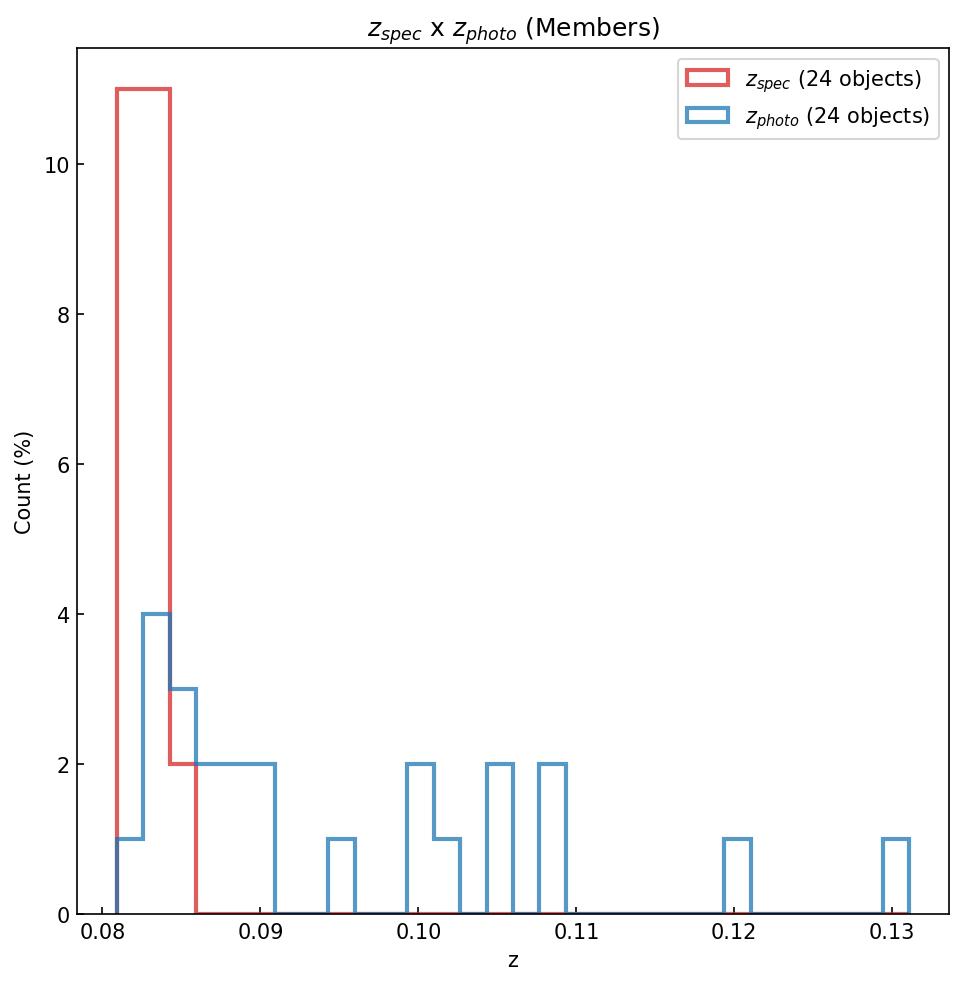 z_spec x z_photo (Members)
z_spec (24 objects)
z_photo (24 objects)
Count (%)
10
8
6
4
2
0
0.08 0.09 0.10 0.11 0.12 0.13
z